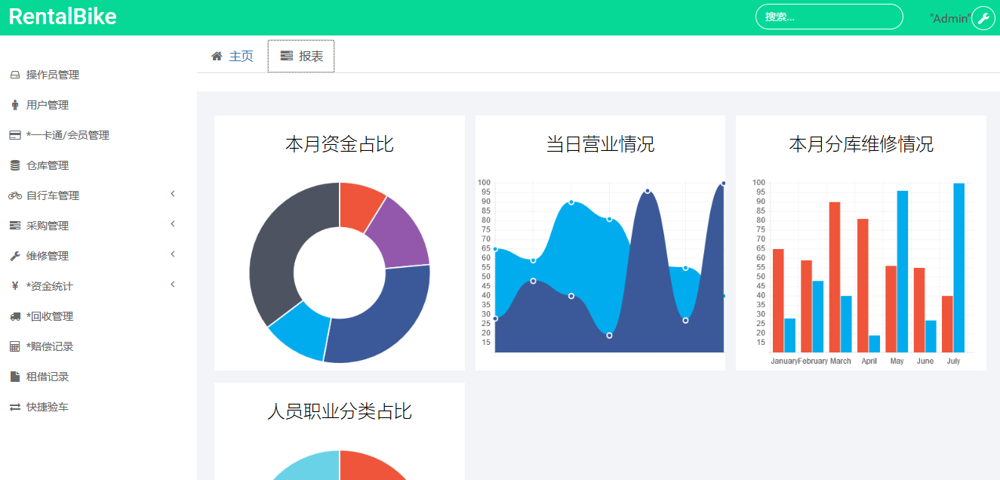 RentalBike
搜索...
"Admin"
操作员管理
用户管理
*一卡通/会员管理
仓库管理
自行车管理
采购管理
维修管理
¥ *资金统计
*回收管理
*赔偿记录
租借记录
快捷验车
主页
报表
本月资金占比
当日营业情况
100
95
90
85
80
75
70
65
60
55
50
45
40
35
30
25
20
15
本月分库维修情况
100
95
90
85
80
75
70
65
60
55
50
45
40
35
30
25
20
15
January February March April May June July
人员职业分类占比